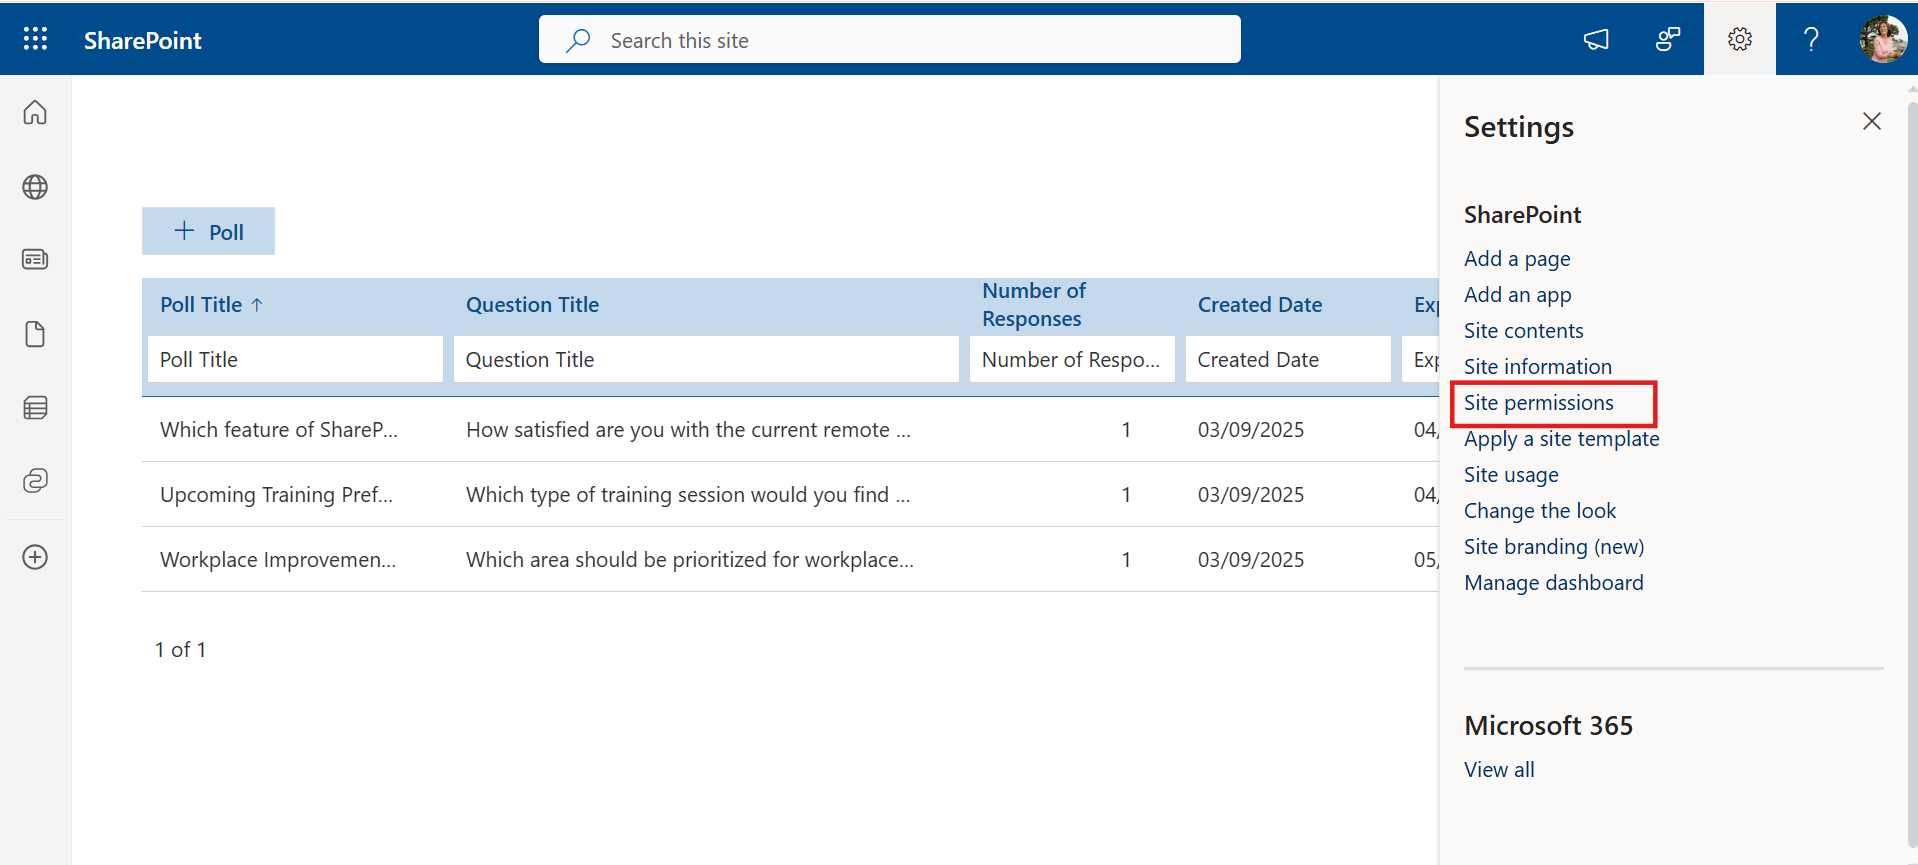 SharePoint
Search this site
Poll
Poll Title ↑
Question Title
Number of
Responses
Created Date
Poll Title
Question Title
Number of Respo...
Created Date
Which feature of ShareP...
How satisfied are you with the current remote ...
1
03/09/2025
04/
Upcoming Training Pref...
Which type of training session would you find ...
1
03/09/2025
04/
Workplace Improvemen...
Which area should be prioritized for workplace...
1
03/09/2025
05/
1 of 1
Settings
SharePoint
Add a page
Add an app
Site contents
Site information
Site permissions
Apply a site template
Site usage
Change the look
Site branding (new)
Manage dashboard
Microsoft 365
View all